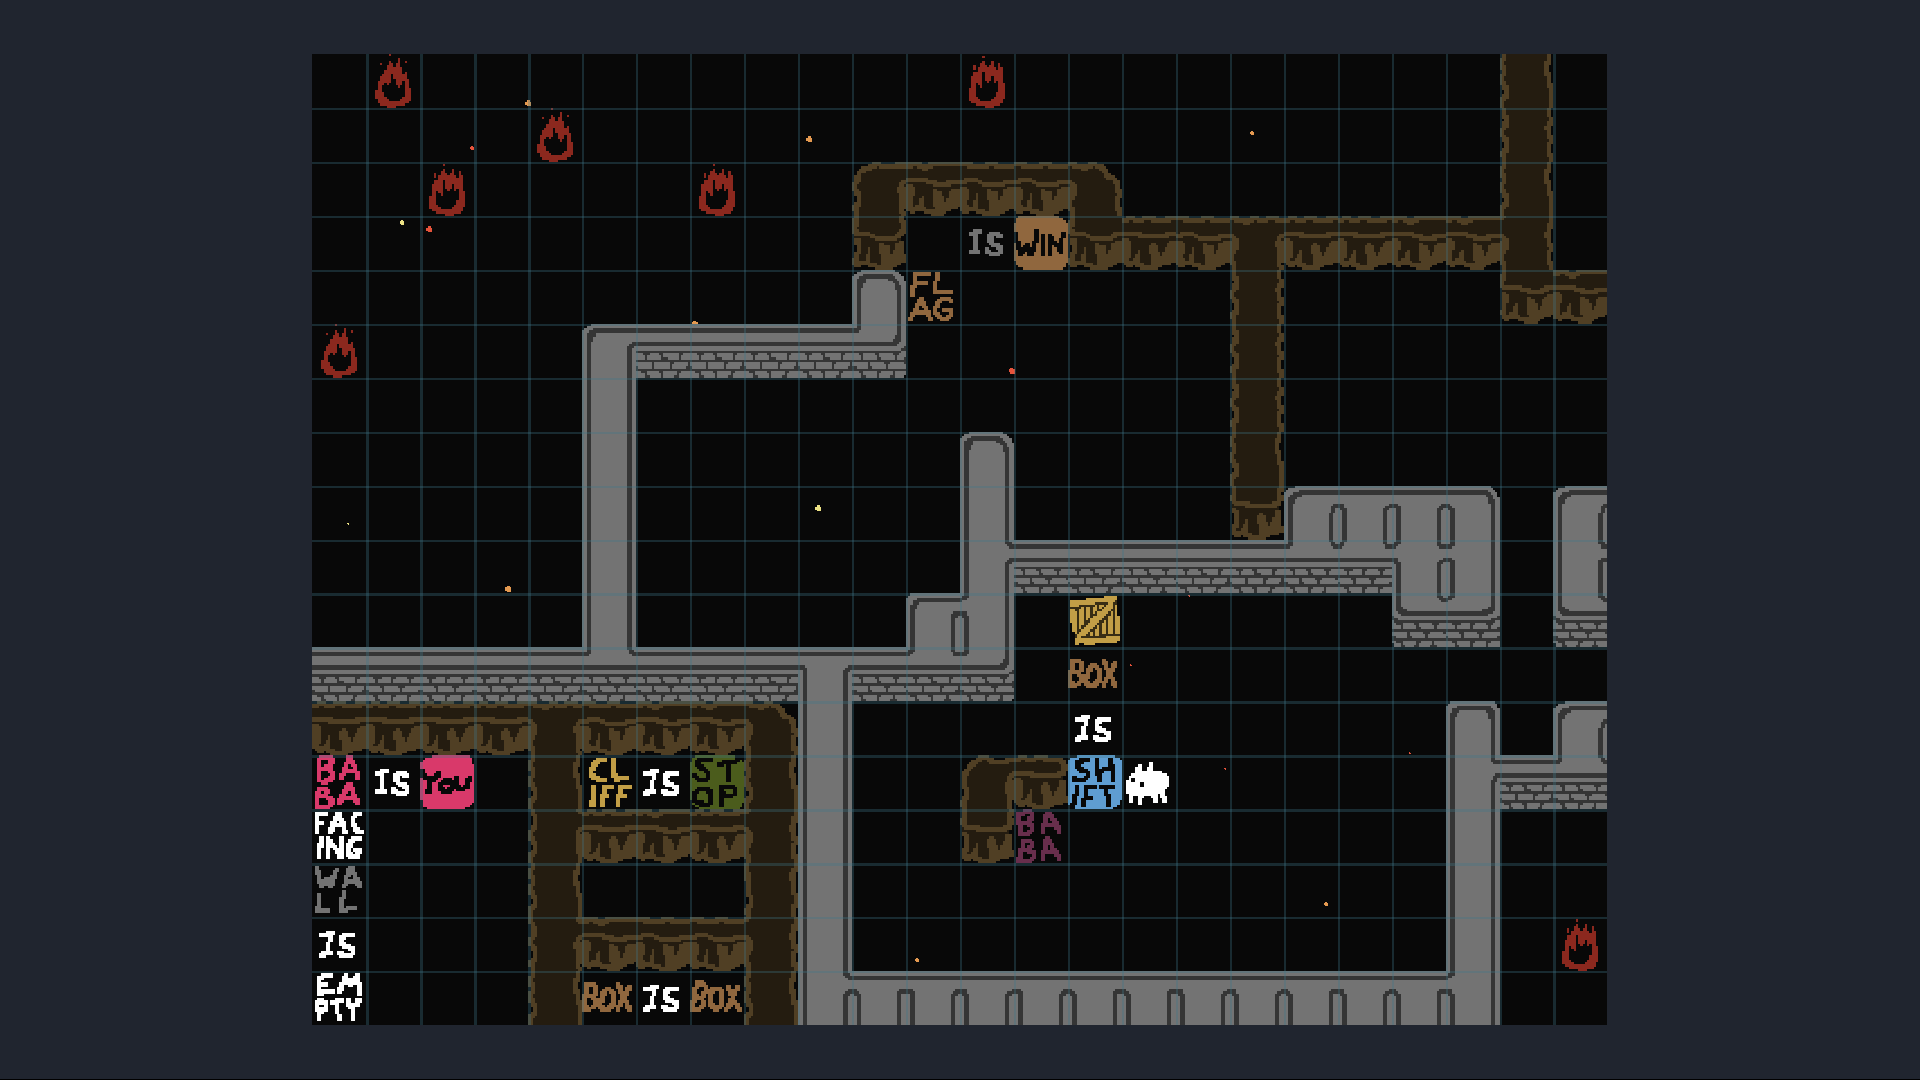 IS WIN
FLAG
BOX
IS
BABA IS YOU
CLIFF IS STOP
SHIFT
FACING
BABA
WALL
IS
EMPTY
BOX IS BOX